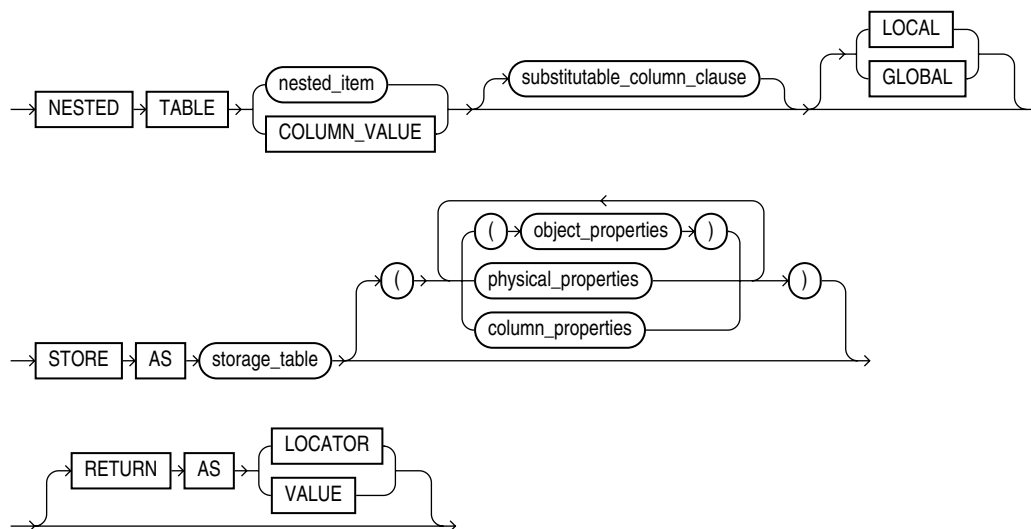 LOCAL
nested_item substitutable_column_clause
NESTED TABLE GLOBAL
COLUMN_VALUE
( object_properties )
( physical_properties )
column_properties
STORE AS storage_table
LOCATOR
RETURN AS
VALUE